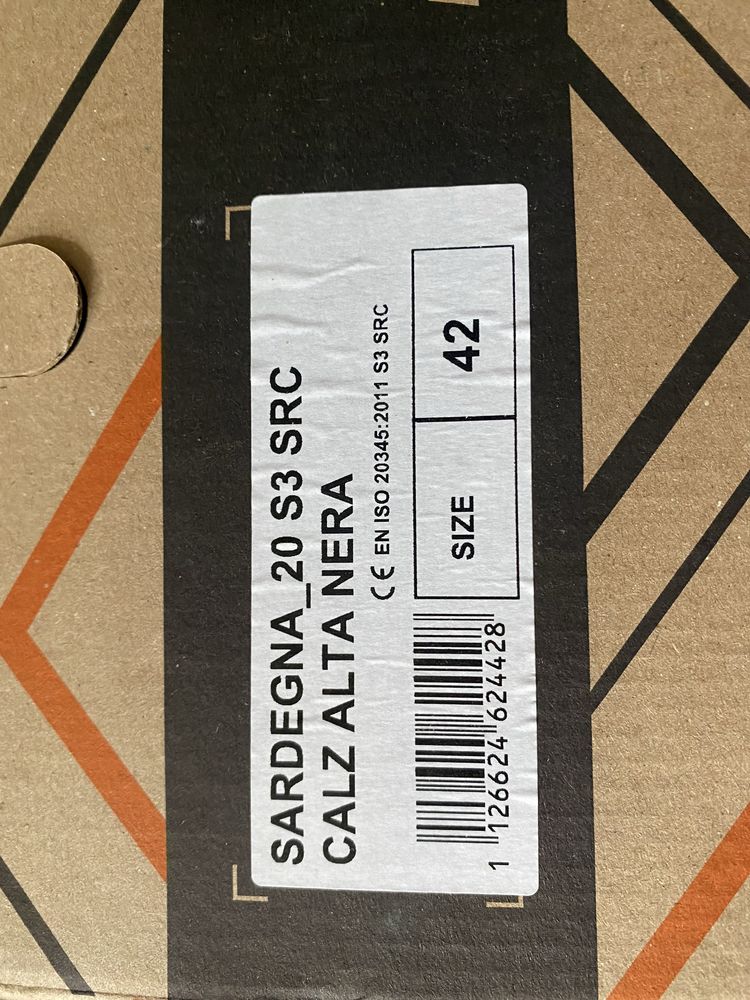 SARDEGNA_20 S3 SRC
CALZ ALTA NERA
CE EN ISO 20345:2011 S3 SRC
SIZE 42
1 126624 624428